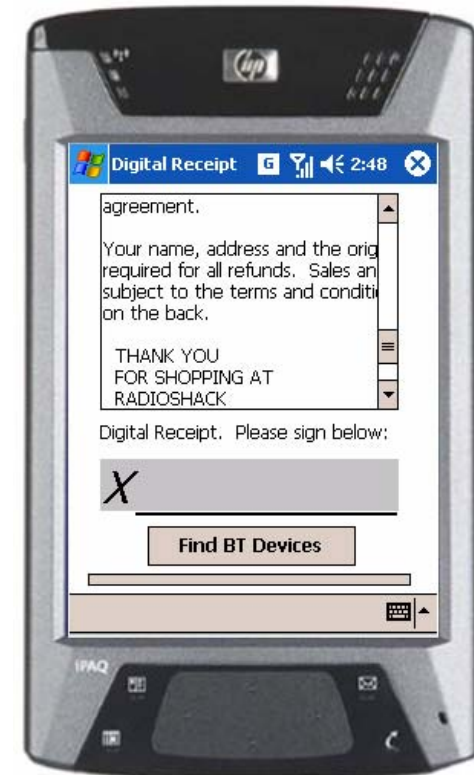 hp
Digital Receipt G 2:48
agreement.
Your name, address and the orig
required for all refunds. Sales an
subject to the terms and conditi
on the back.
THANK YOU
FOR SHOPPING AT
RADIOSHACK
Digital Receipt. Please sign below:
X
Find BT Devices
iPAQ